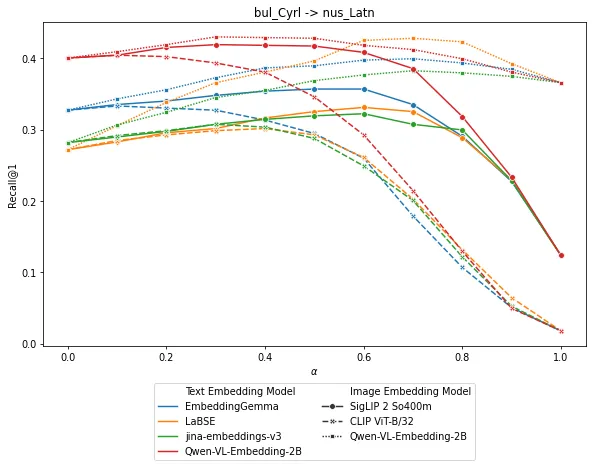 bul_Cyrl -> nus_Latn
Recall@1
0.4
0.3
0.2
0.1
0.0
0.0 0.2 0.4 0.6 0.8 1.0
α
Text Embedding Model Image Embedding Model
EmbeddingGemma SigLIP 2 So400m
LaBSE CLIP ViT-B/32
jina-embeddings-v3 Qwen-VL-Embedding-2B
Qwen-VL-Embedding-2B